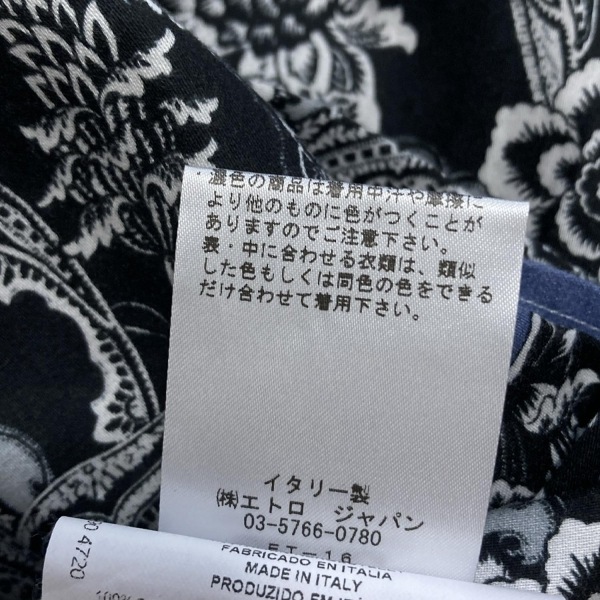 ・濃色の商品は着用中汗や摩擦に
より他のものに色がつくことが
ありますのでご注意下さい。
表・中に合わせる衣類は、類似
した色もしくは同色の色をできる
だけ合わせて着用下さい。
イタリー製
㈱エトロ ジャパン
03-5766-0780
ET-16
4720
FABRICADO EN ITALIA
MADE IN ITALY
PRODUZIDO EM